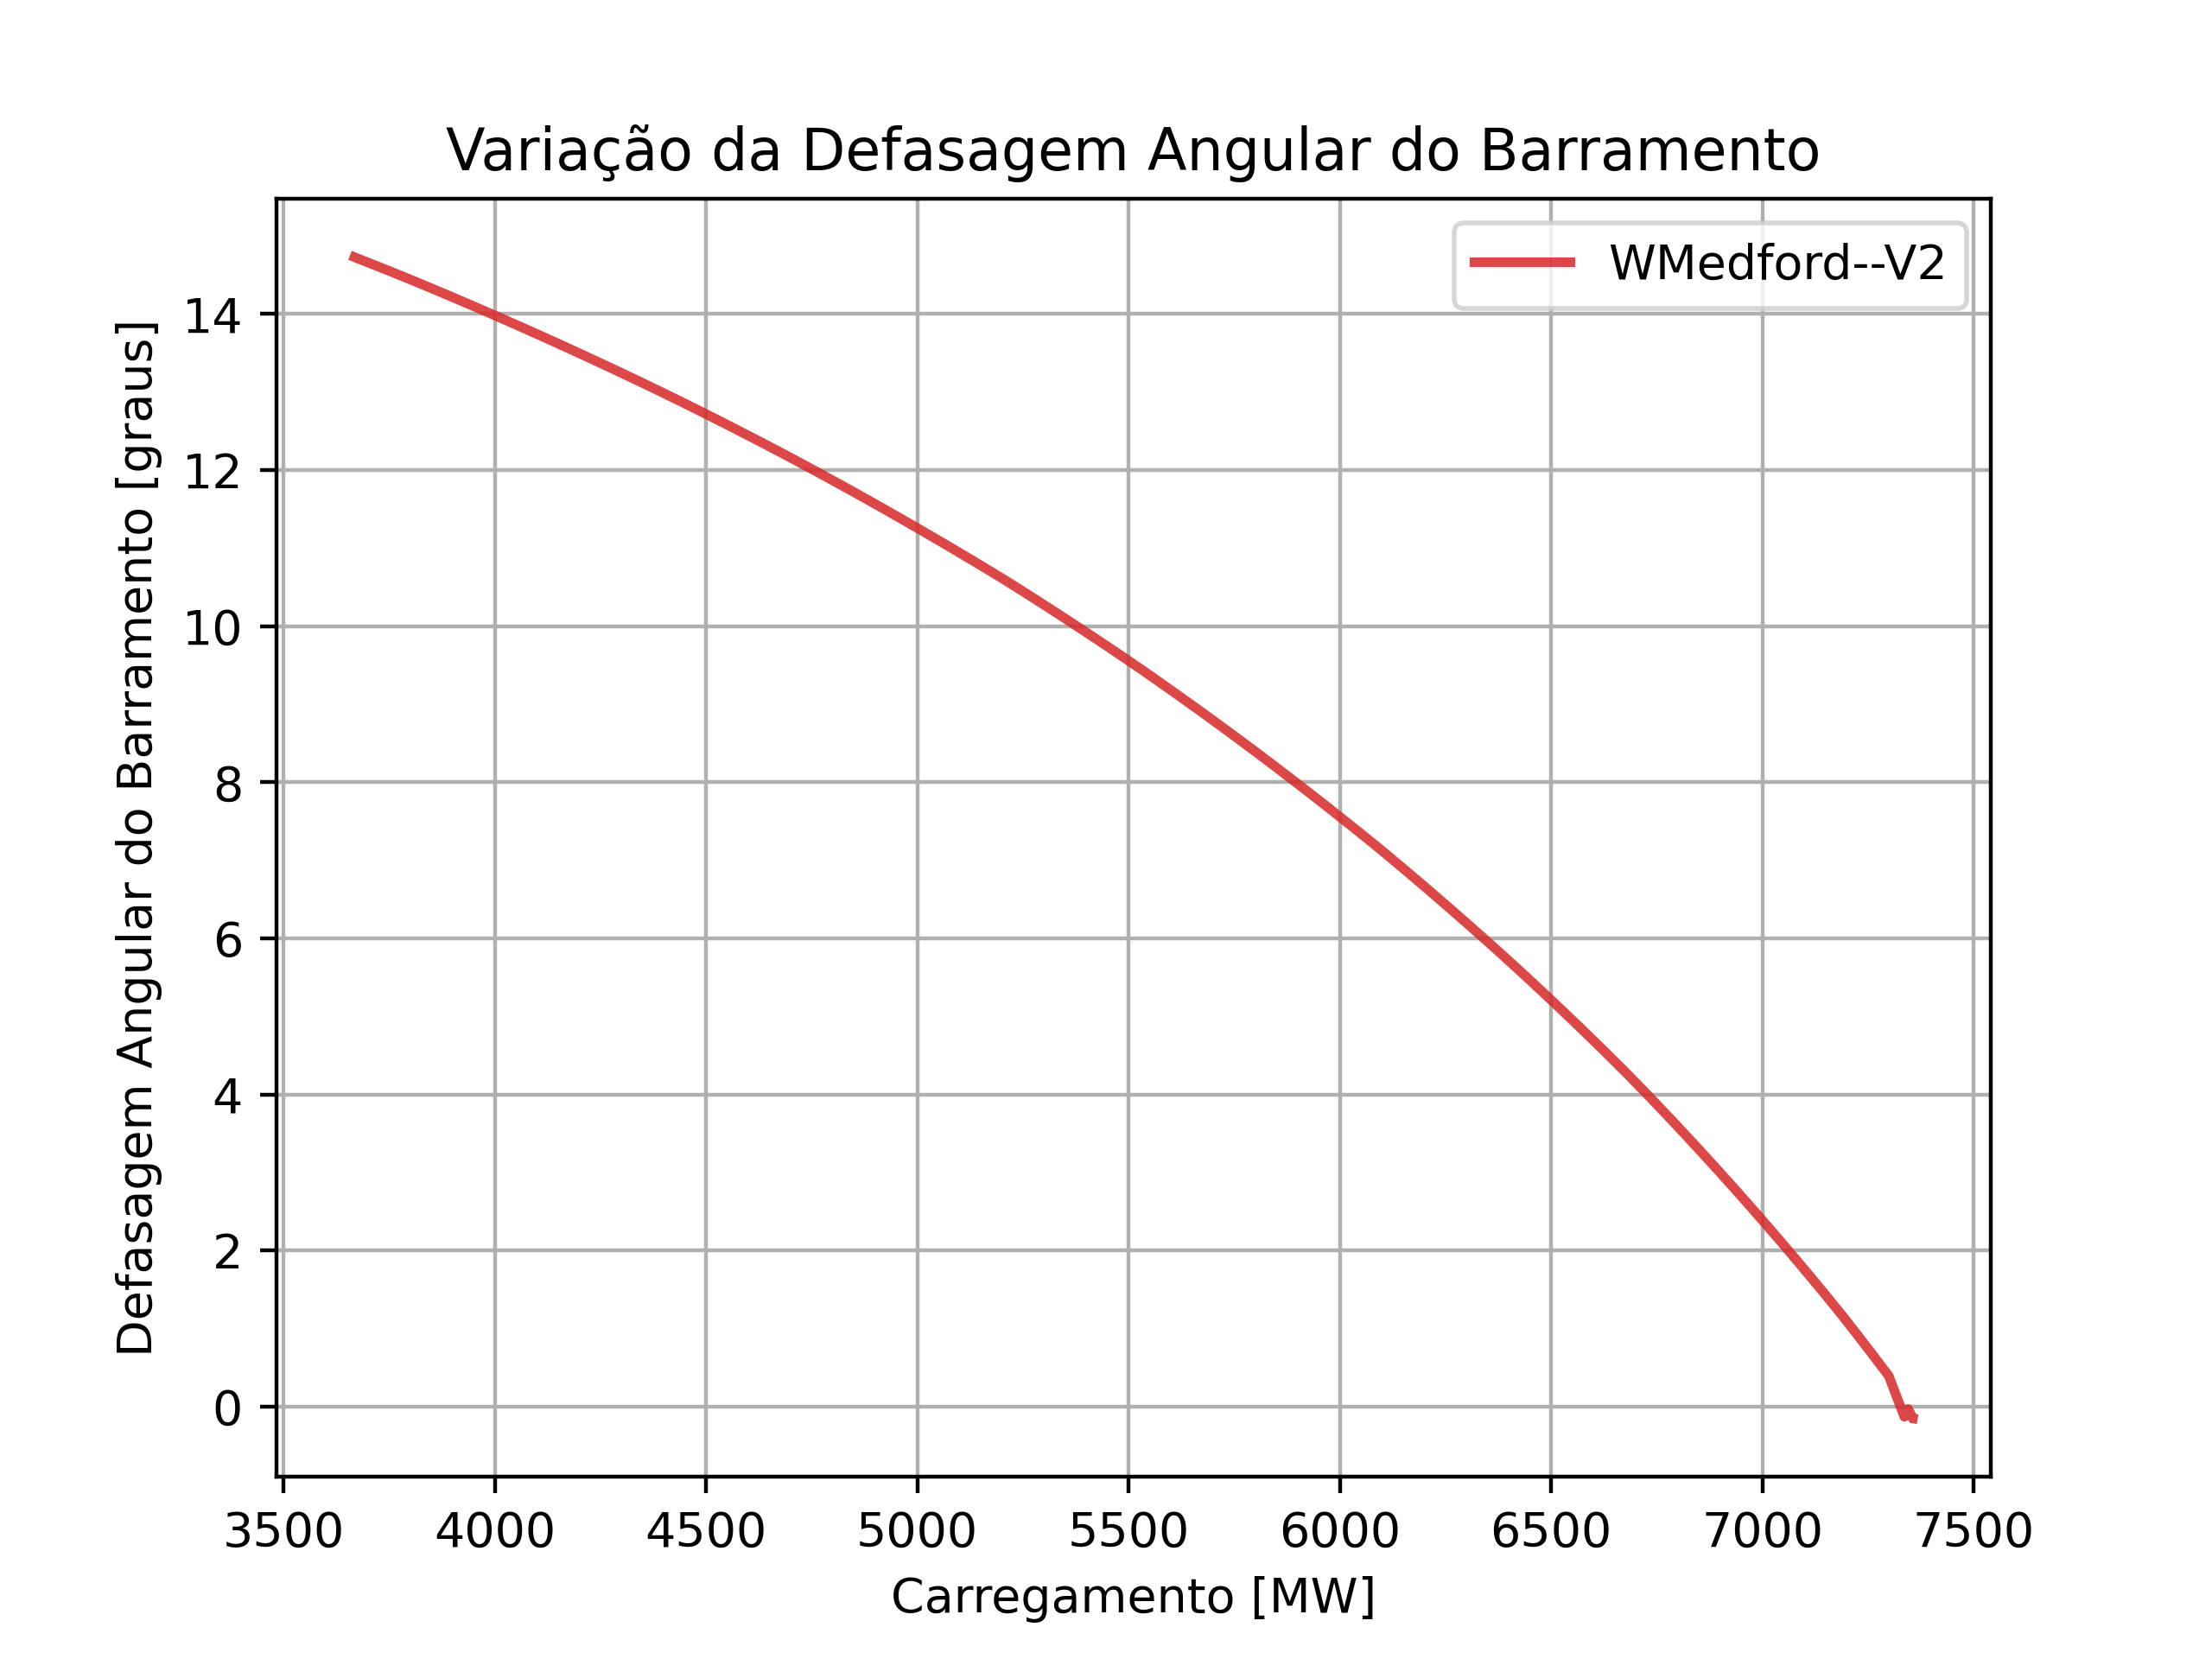 Variação da Defasagem Angular do Barramento
WMedford--V2
Defasagem Angular do Barramento [graus]
14
12
10
8
6
4
2
0
3500 4000 4500 5000 5500 6000 6500 7000 7500
Carregamento [MW]